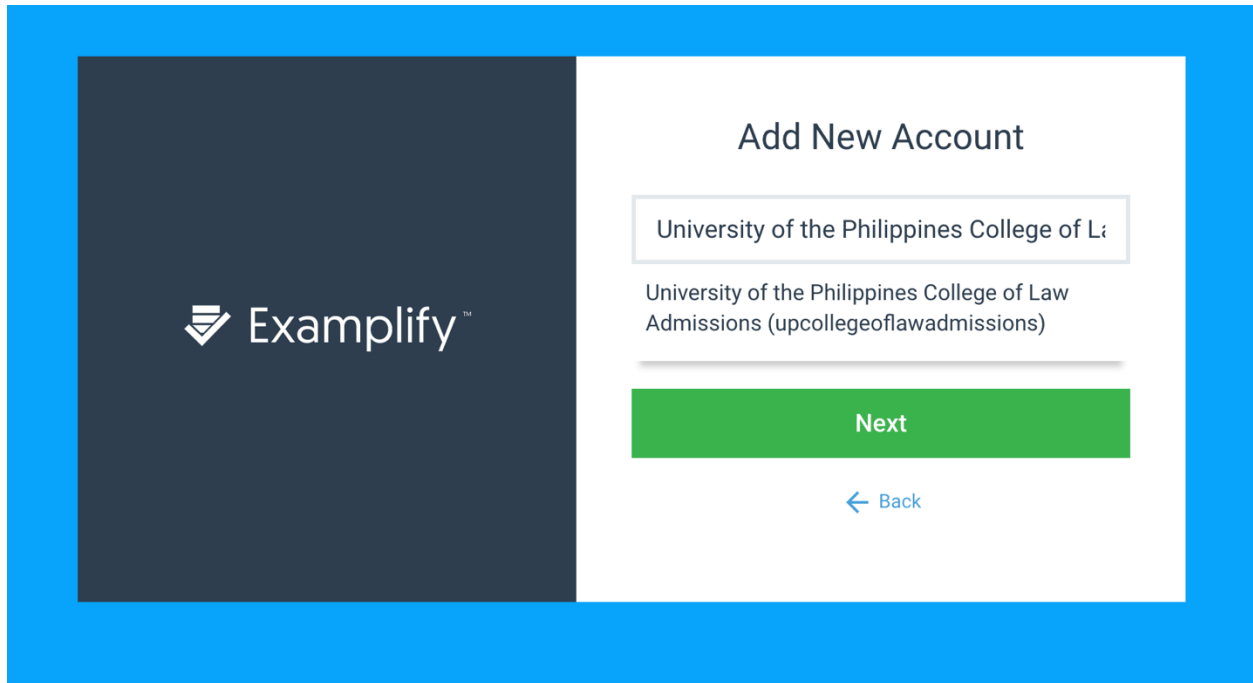 Examplify™
Add New Account
University of the Philippines College of La
University of the Philippines College of Law
Admissions (upcollegeoflawadmissions)
Next
Back